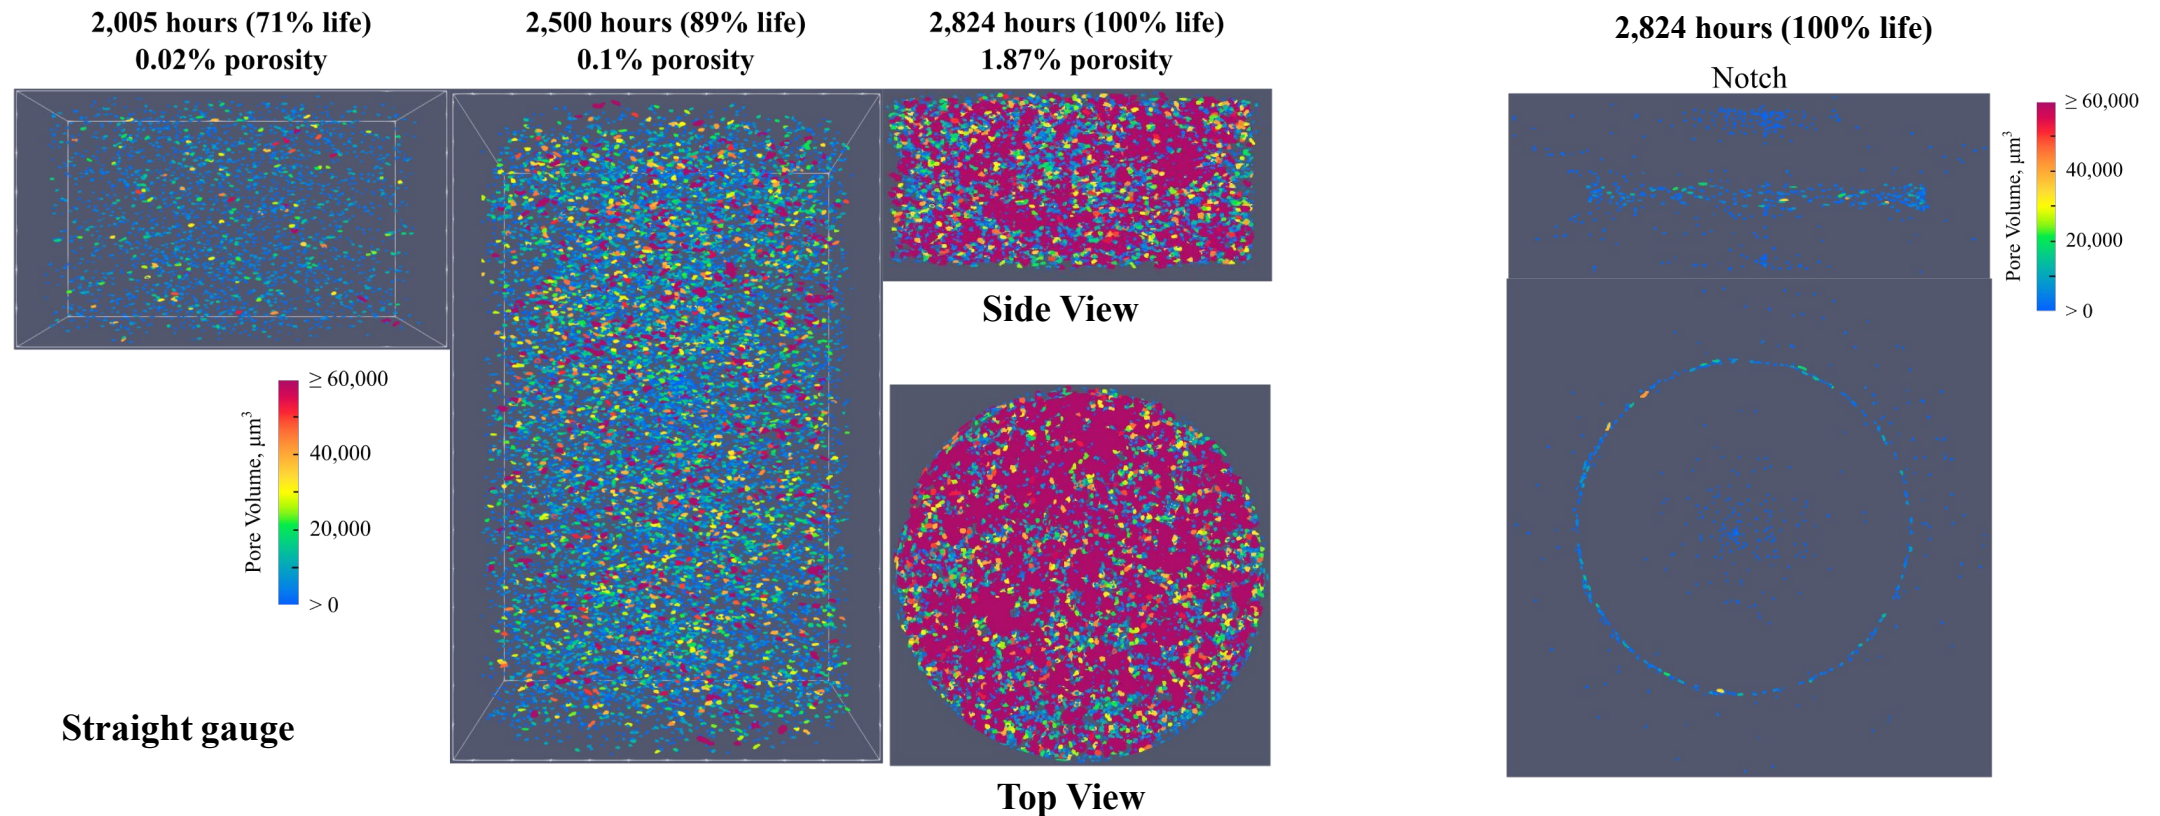 2,005 hours (71% life)
0.02% porosity
2,500 hours (89% life)
0.1% porosity
2,824 hours (100% life)
1.87% porosity
Side View
Top View
Pore Volume, µm³
≥ 60,000
40,000
20,000
> 0
Straight gauge
2,824 hours (100% life)
Notch
Pore Volume, µm³
≥ 60,000
40,000
20,000
> 0